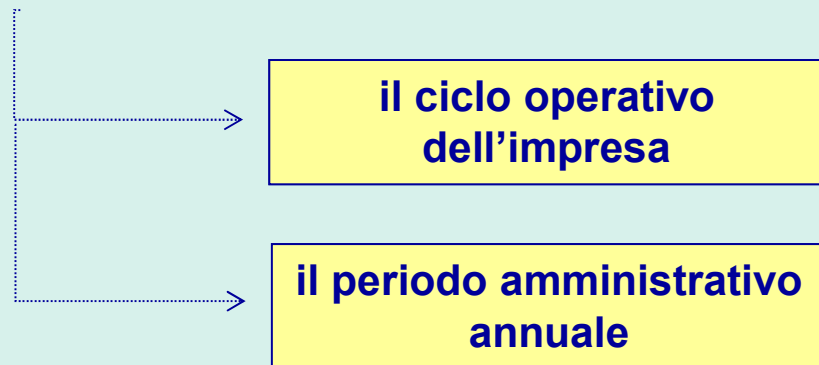 il ciclo operativo
dell’impresa
il periodo amministrativo
annuale